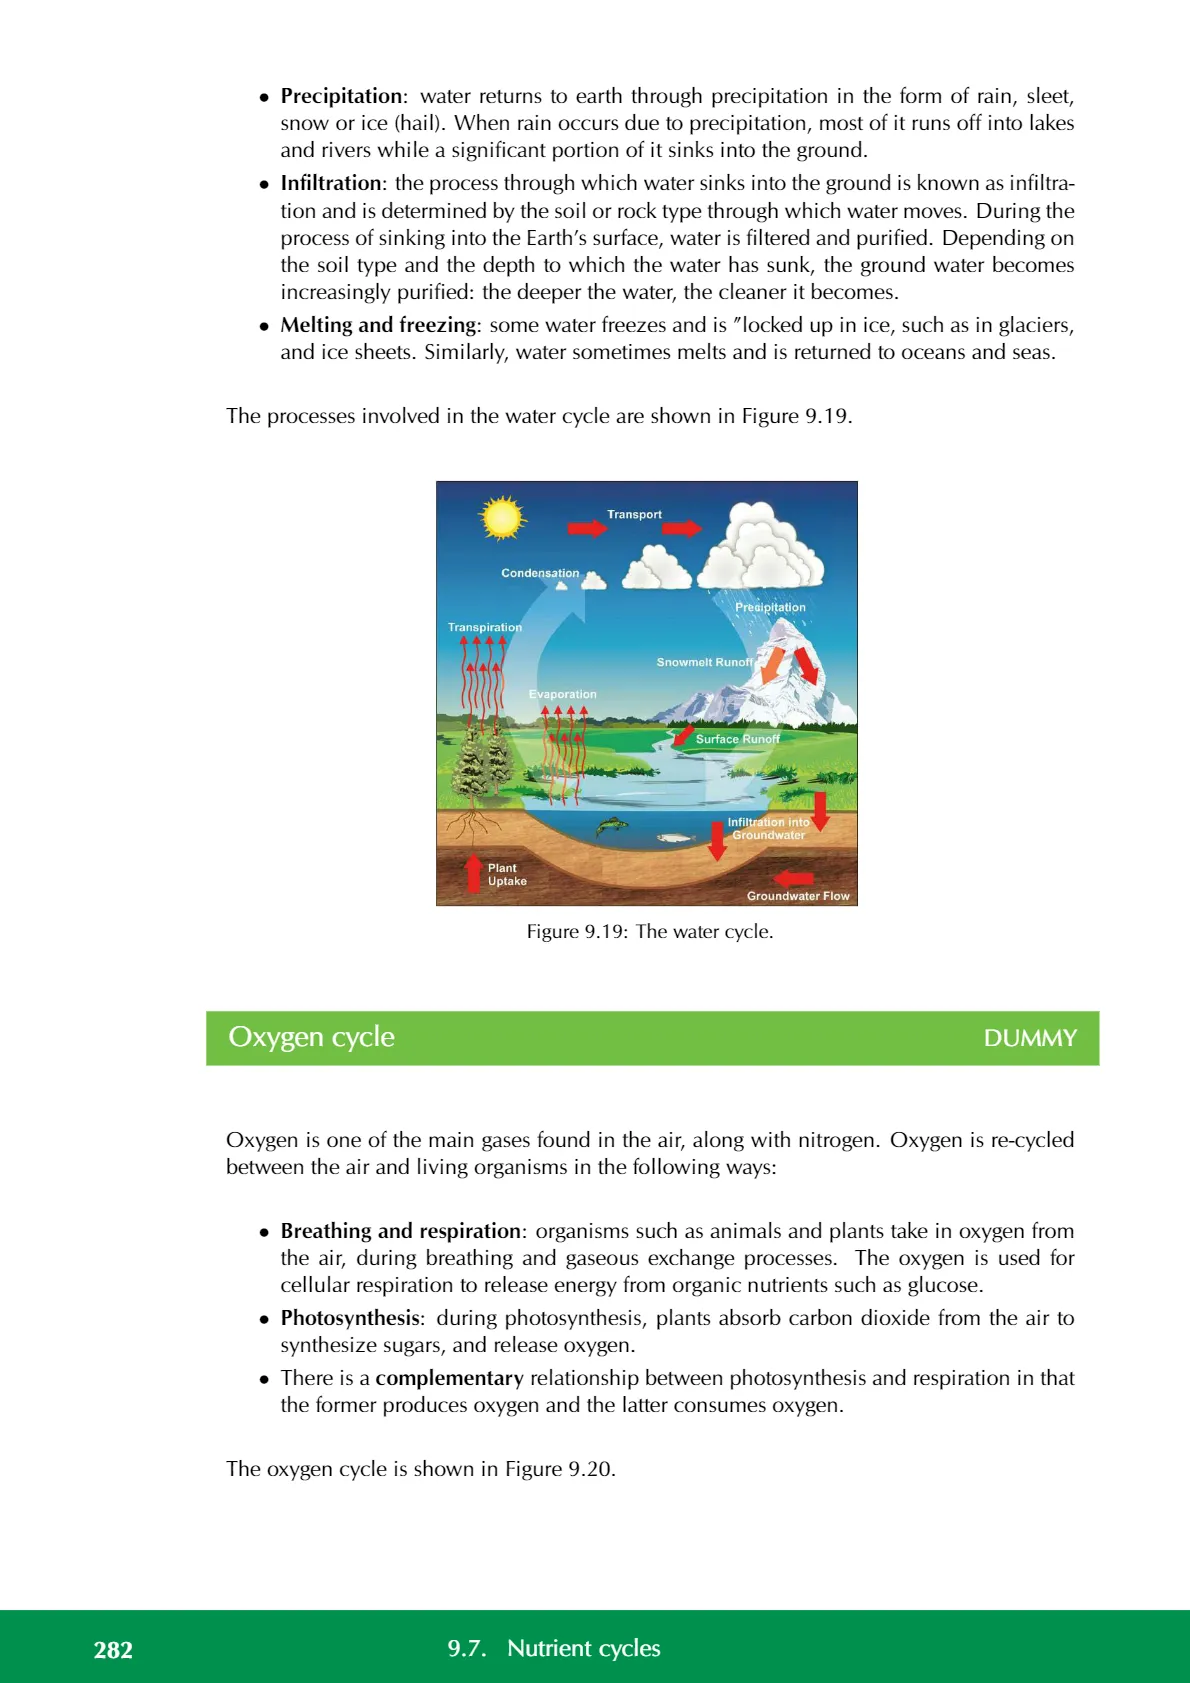 • Precipitation: water returns to earth through precipitation in the form of rain, sleet,
snow or ice (hail). When rain occurs due to precipitation, most of it runs off into lakes
and rivers while a significant portion of it sinks into the ground.
• Infiltration: the process through which water sinks into the ground is known as infiltra-
tion and is determined by the soil or rock type through which water moves. During the
process of sinking into the Earth's surface, water is filtered and purified. Depending on
the soil type and the depth to which the water has sunk, the ground water becomes
increasingly purified: the deeper the water, the cleaner it becomes.
• Melting and freezing: some water freezes and is ″locked up in ice, such as in glaciers,
and ice sheets. Similarly, water sometimes melts and is returned to oceans and seas.
The processes involved in the water cycle are shown in Figure 9.19.
Transport
Condensation
Precipitation
Transpiration
Snowmelt Runoff
Evaporation
Surface Runoff
Infiltration into
Groundwater
Plant
Uptake
Groundwater Flow
Figure 9.19: The water cycle.
Oxygen cycle DUMMY
Oxygen is one of the main gases found in the air, along with nitrogen. Oxygen is re-cycled
between the air and living organisms in the following ways:
• Breathing and respiration: organisms such as animals and plants take in oxygen from
the air, during breathing and gaseous exchange processes. The oxygen is used for
cellular respiration to release energy from organic nutrients such as glucose.
• Photosynthesis: during photosynthesis, plants absorb carbon dioxide from the air to
synthesize sugars, and release oxygen.
• There is a complementary relationship between photosynthesis and respiration in that
the former produces oxygen and the latter consumes oxygen.
The oxygen cycle is shown in Figure 9.20.
282 9.7. Nutrient cycles